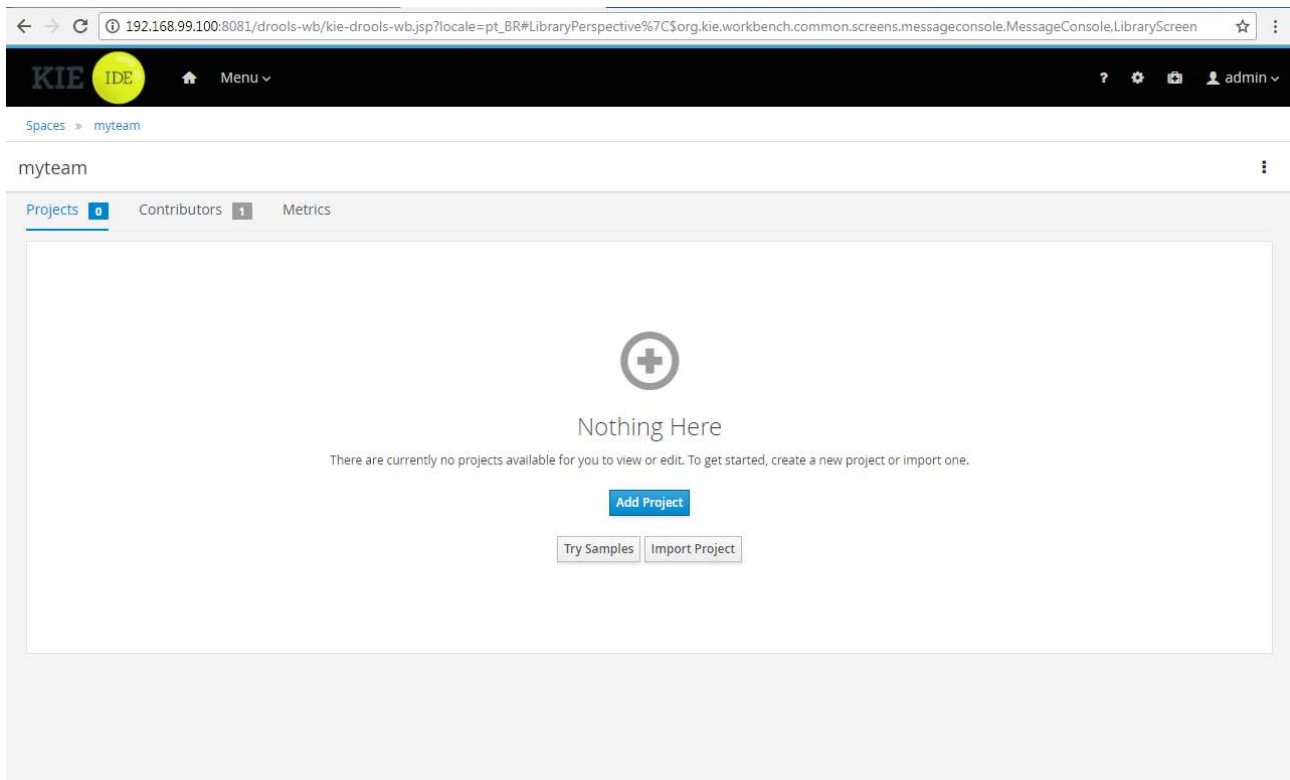 192.168.99.100:8081/drools-wb/kie-drools-wb.jsp?locale=pt_BR#LibraryPerspective%7C$org.kie.workbench.common.screens.messageconsole.MessageConsole,LibraryScreen
KIE IDE Menu ? admin
Spaces » myteam
myteam
Projects 0 Contributors 1 Metrics
Nothing Here
There are currently no projects available for you to view or edit. To get started, create a new project or import one.
Add Project
Try Samples Import Project